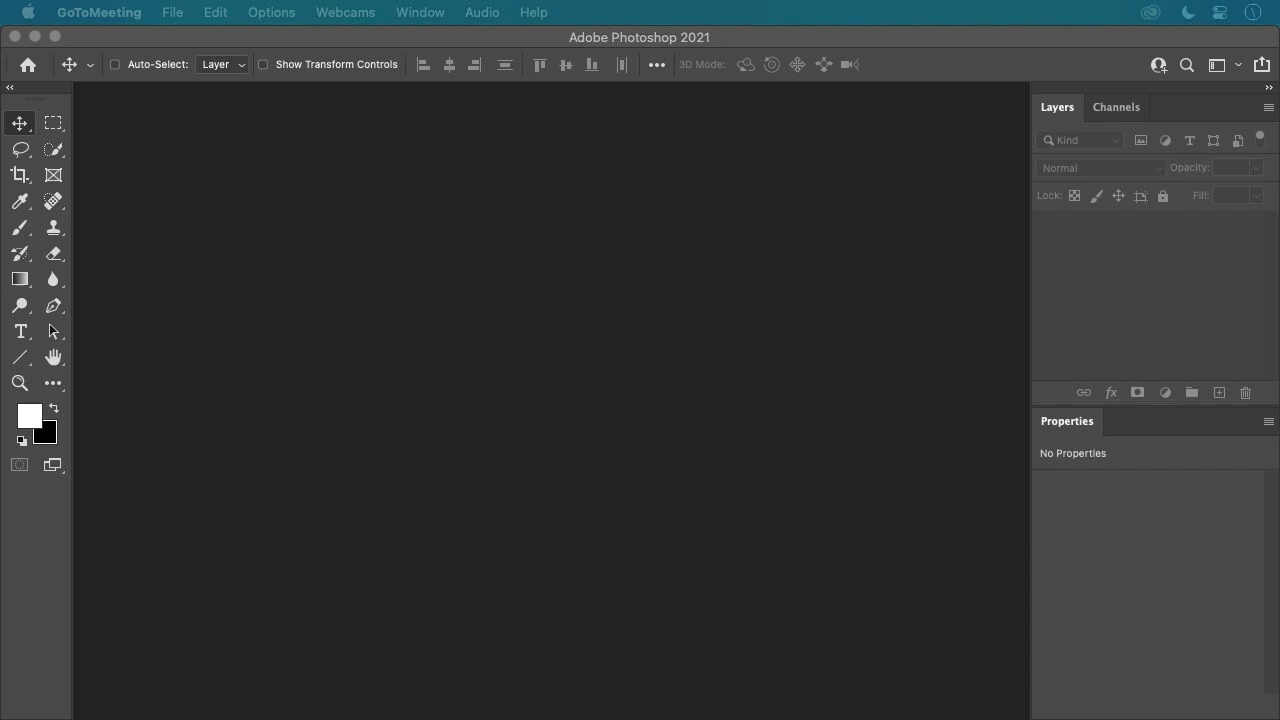 GoToMeeting File Edit Options Webcams Window Audio Help
Adobe Photoshop 2021
Auto-Select: Layer Show Transform Controls 3D Mode:
Layers Channels
Kind
Normal Opacity:
Lock: Fill:
fx
Properties
No Properties